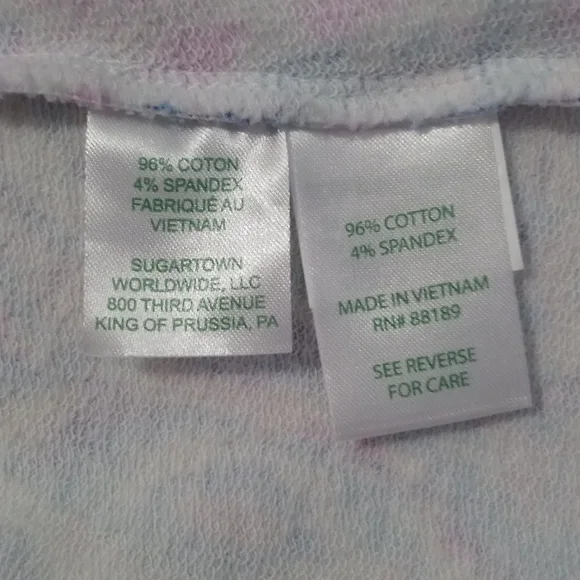 96% COTON
4% SPANDEX
FABRIQUÉ AU
VIETNAM
SUGARTOWN
WORLDWIDE, LLC
800 THIRD AVENUE
KING OF PRUSSIA, PA
96% COTTON
4% SPANDEX
MADE IN VIETNAM
RN# 88189
SEE REVERSE
FOR CARE